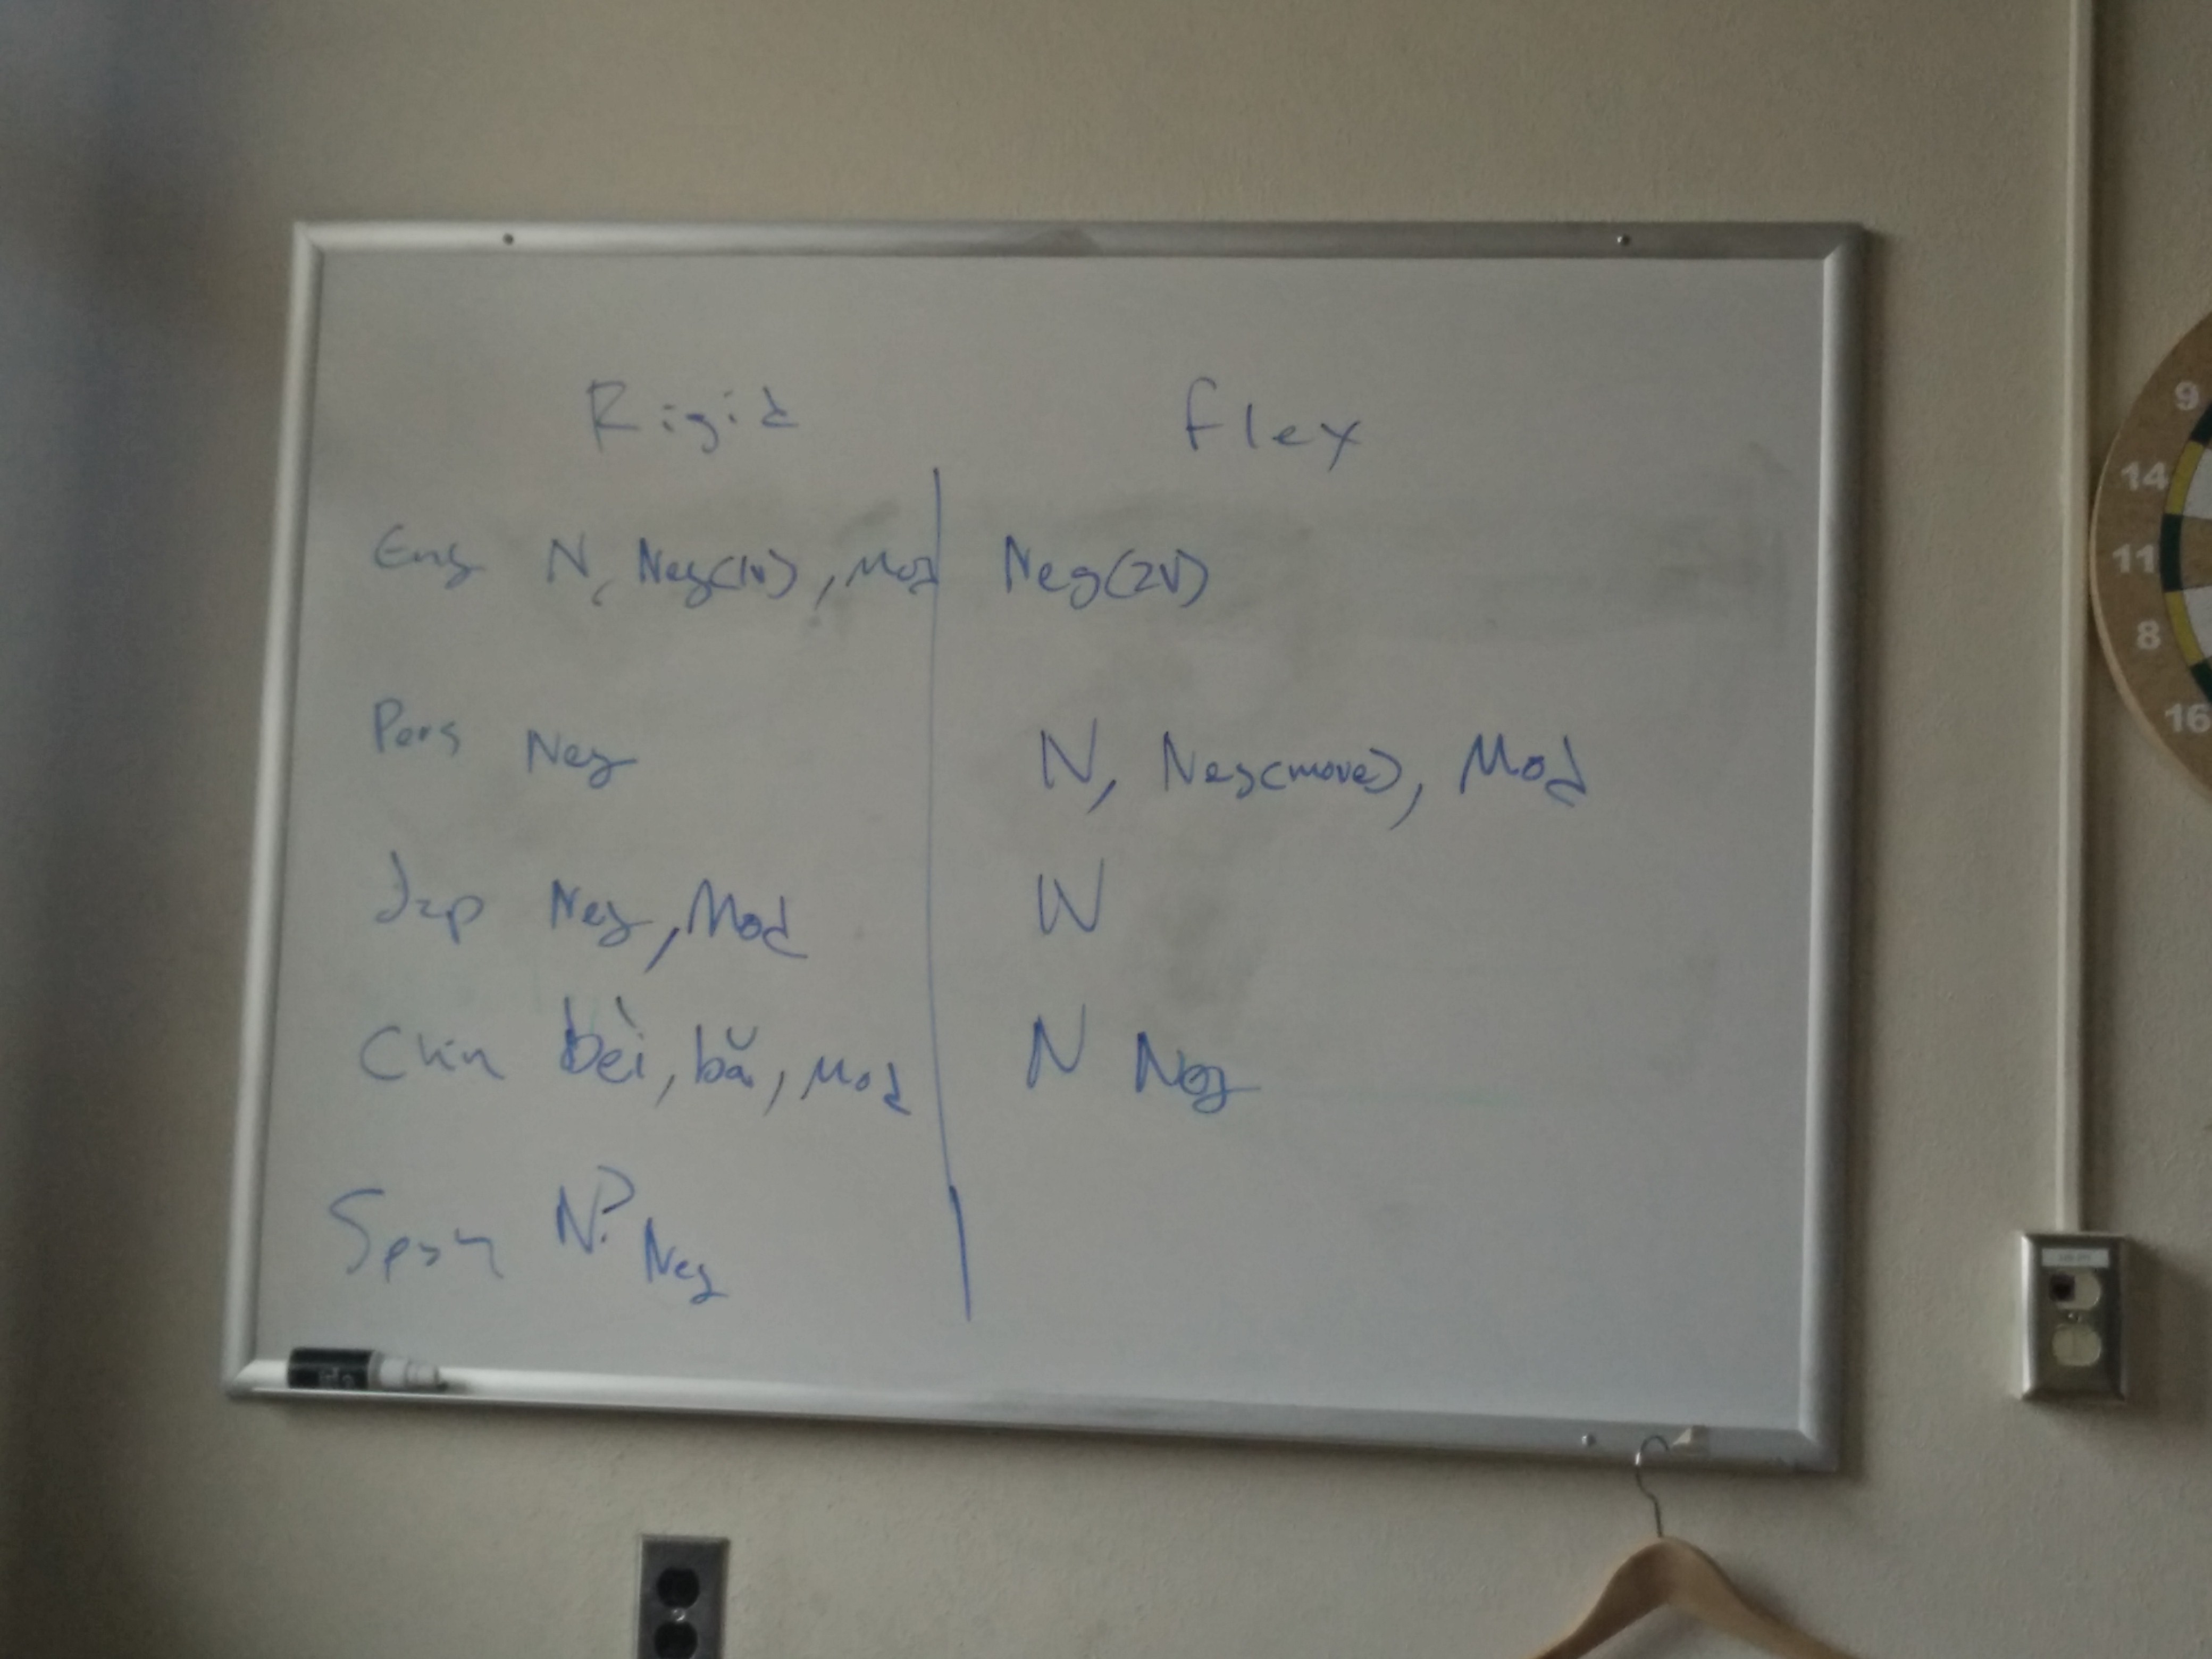 Rigid flex
Eng N, Neg(1v), Mod Neg(2V)
Pers Neg N, Neg(move), Mod
Jap Neg, Mod N
Chin bèi, bă, Mod N Neg
Span N? Neg
9
14
11
8
16